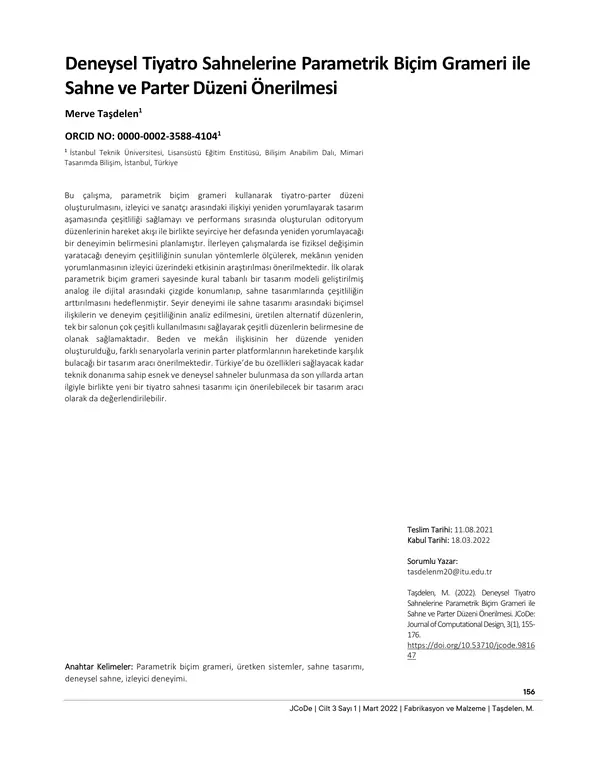 Deneysel Tiyatro Sahnelerine Parametrik Biçim Grameri ile
Sahne ve Parter Düzeni Önerilmesi
Merve Taşdelen¹
ORCID NO: 0000-0002-3588-4104¹
¹ İstanbul Teknik Üniversitesi, Lisansüstü Eğitim Enstitüsü, Bilişim Anabilim Dalı, Mimari
Tasarımda Bilişim, İstanbul, Türkiye
Bu çalışma, parametrik biçim grameri kullanarak tiyatro-parter düzeni
oluşturulmasını, izleyici ve sanatçı arasındaki ilişkiyi yeniden yorumlayarak tasarım
aşamasında çeşitliliği sağlamayı ve performans sırasında oluşturulan oditoryum
düzenlerinin hareket akışı ile birlikte seyirciye her defasında yeniden yorumlayacağı
bir deneyimin belirmesini planlamıştır. İlerleyen çalışmalarda ise fiziksel değişimin
yaratacağı deneyim çeşitliliğinin sunulan yöntemlerle ölçülerek, mekânın yeniden
yorumlanmasının izleyici üzerindeki etkisinin araştırılması önerilmektedir. İlk olarak
parametrik biçim grameri sayesinde kural tabanlı bir tasarım modeli geliştirilmiş
analog ile dijital arasındaki çizgide konumlanıp, sahne tasarımlarında çeşitliliğin
arttırılmasını hedeflenmiştir. Seyir deneyimi ile sahne tasarımı arasındaki biçimsel
ilişkilerin ve deneyim çeşitliliğinin analiz edilmesini, üretilen alternatif düzenlerin,
tek bir salonun çok çeşitli kullanılmasını sağlayarak çeşitli düzenlerin belirmesine de
olanak sağlamaktadır. Beden ve mekân ilişkisinin her düzende yeniden
oluşturulduğu, farklı senaryolarla verinin parter platformlarının hareketinde karşılık
bulacağı bir tasarım aracı önerilmektedir. Türkiye'de bu özellikleri sağlayacak kadar
teknik donanıma sahip esnek ve deneysel sahneler bulunmasa da son yıllarda artan
ilgiyle birlikte yeni bir tiyatro sahnesi tasarımı için önerilebilecek bir tasarım aracı
olarak da değerlendirilebilir.
Teslim Tarihi: 11.08.2021
Kabul Tarihi: 18.03.2022
Sorumlu Yazar:
tasdelenm20@itu.edu.tr
Taşdelen, M. (2022). Deneysel Tiyatro
Sahnelerine Parametrik Biçim Grameri ile
Sahne ve Parter Düzeni Önerilmesi. JCoDe:
Journal of Computational Design, 3(1), 155-
176.
https://doi.org/10.53710/jcode.9816
47
Anahtar Kelimeler: Parametrik biçim grameri, üretken sistemler, sahne tasarımı,
deneysel sahne, izleyici deneyimi.
156
JCoDe | Cilt 3 Sayı 1 | Mart 2022 | Fabrikasyon ve Malzeme | Taşdelen, M.